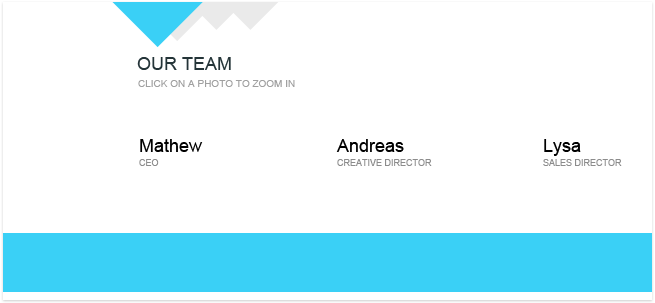 OUR TEAM
CLICK ON A PHOTO TO ZOOM IN
Mathew Andreas Lysa
CEO CREATIVE DIRECTOR SALES DIRECTOR